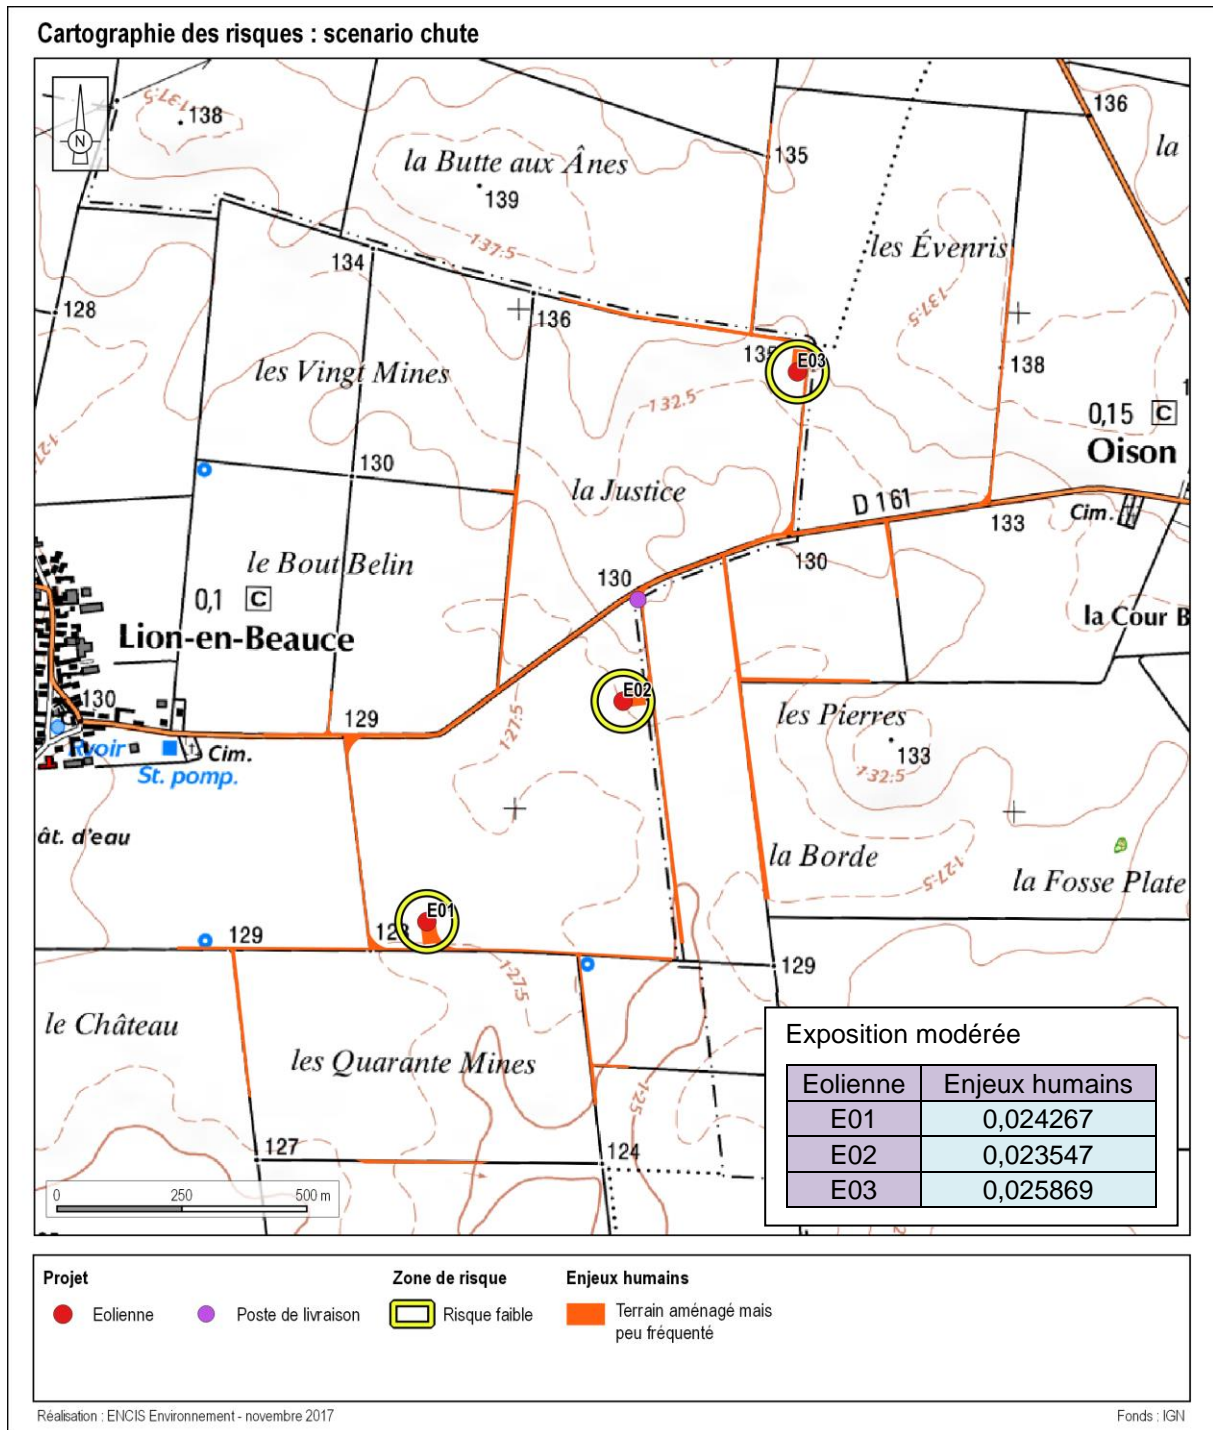 Cartographie des risques : scenario chute
N
137.5
138
136
la
la Butte aux Ânes
135
139
les Évenris
137.5
134
137.5
128
136
135
E03
138
les Vingt Mines
132.5
0,15 C
Oison
130
la Justice
D 161
133
Cim.
le Bout Belin
130
130
0,1 C
la Cour B
Lion-en-Beauce
E02
130
129
127.5
les Pierres
Rvoir
Cim.
133
St. pomp.
132.5
ât. d'eau
la Borde
127.5
la Fosse Plate
E01
129
129
127.5
le Château
les Quarante Mines
125
127
124
0 250 500 m
Exposition modérée
Eolienne Enjeux humains
E01 0,024267
E02 0,023547
E03 0,025869
Projet Zone de risque Enjeux humains
Eolienne Poste de livraison Risque faible Terrain aménagé mais
peu fréquenté
Réalisation : ENCIS Environnement - novembre 2017 Fonds : IGN